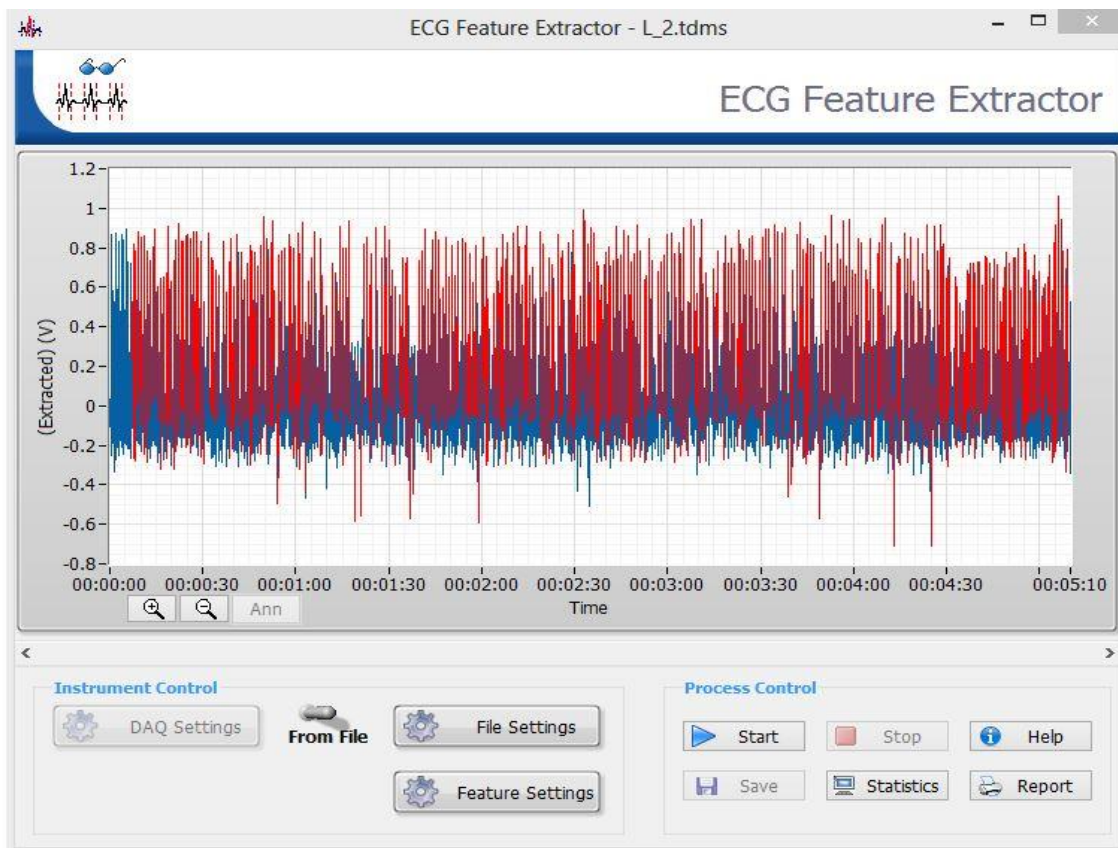 ECG Feature Extractor - L_2.tdms
ECG Feature Extractor
(Extracted) (V)
1.2
1
0.8
0.6
0.4
0.2
0
-0.2
-0.4
-0.6
-0.8
00:00:00 00:00:30 00:01:00 00:01:30 00:02:00 00:02:30 00:03:00 00:03:30 00:04:00 00:04:30 00:05:10
Ann
Time
Instrument Control
DAQ Settings
From File
File Settings
Feature Settings
Process Control
Start Stop Help
Save Statistics Report